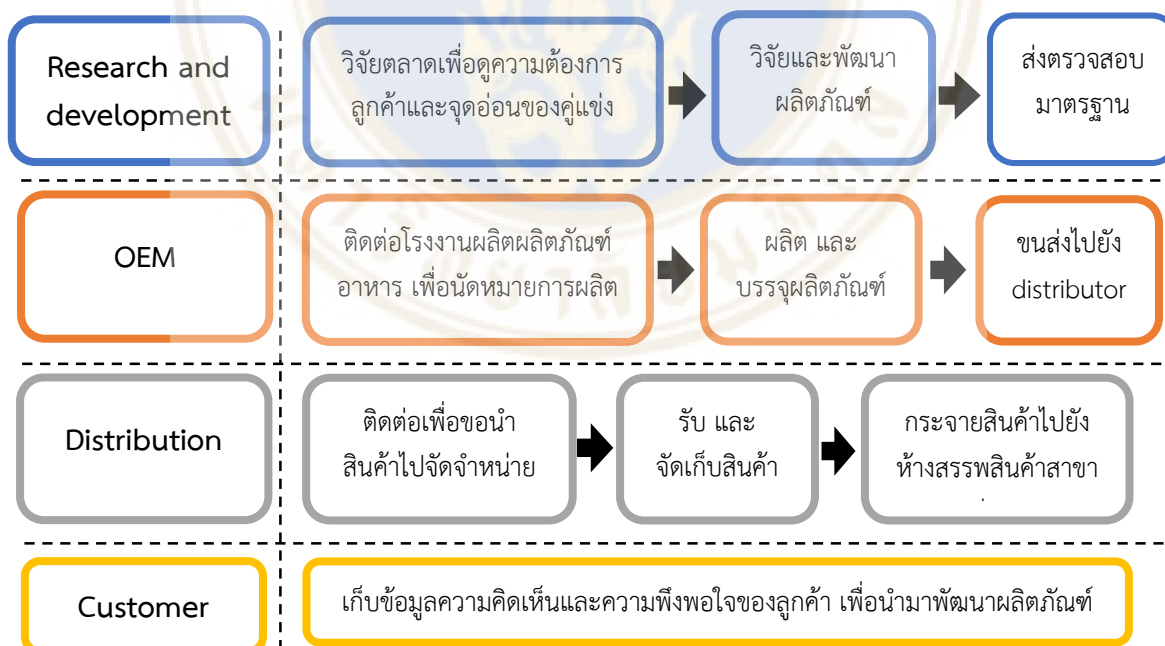 Research and
development
วิจัยตลาดเพื่อดูความต้องการ
ลูกค้าและจุดอ่อนของคู่แข่ง
วิจัยและพัฒนา
ผลิตภัณฑ์
ส่งตรวจสอบ
มาตรฐาน
OEM
ติดต่อโรงงานผลิตผลิตภัณฑ์
อาหาร เพื่อนัดหมายการผลิต
ผลิต และ
บรรจุผลิตภัณฑ์
ขนส่งไปยัง
distributor
Distribution
ติดต่อเพื่อขอนำ
สินค้าไปจัดจำหน่าย
รับ และ
จัดเก็บสินค้า
กระจายสินค้าไปยัง
ห้างสรรพสินค้าสาขา
Customer
เก็บข้อมูลความคิดเห็นและความพึงพอใจของลูกค้า เพื่อนำมาพัฒนาผลิตภัณฑ์